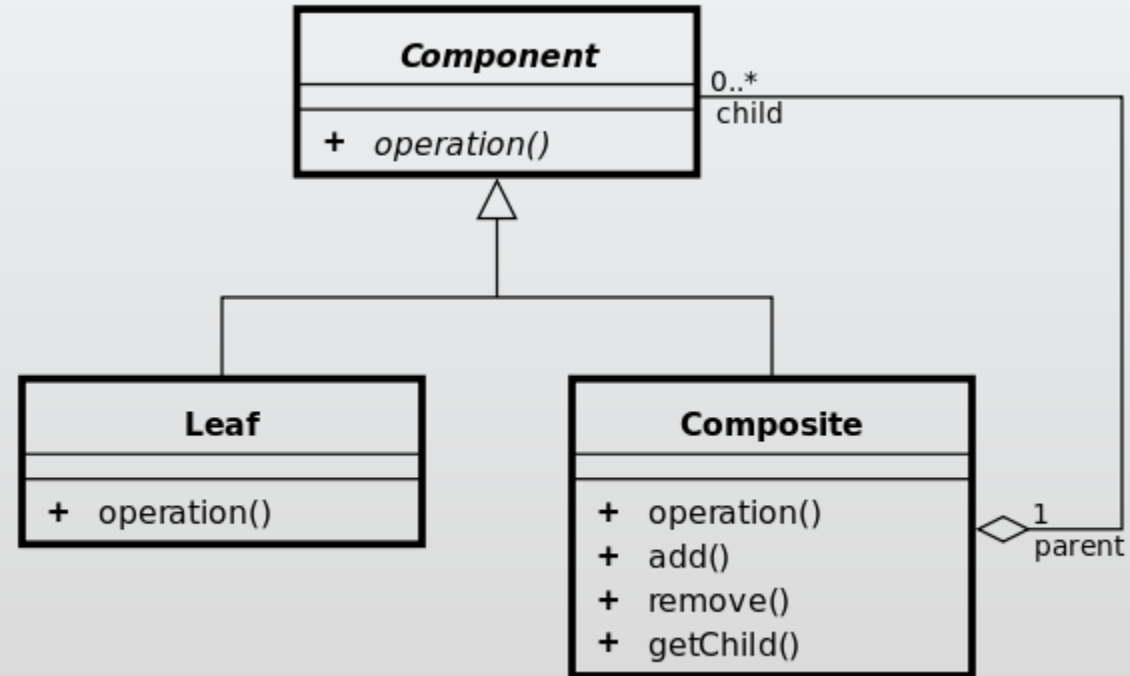 Component
0..*
child
+ operation()
Leaf
+ operation()
Composite
+ operation()
+ add()
+ remove()
+ getChild()
1
parent